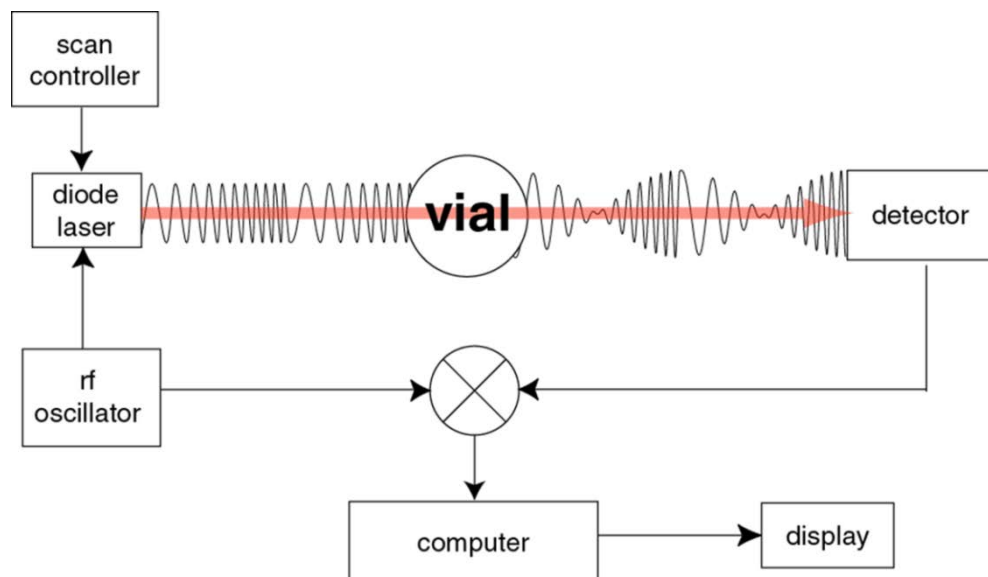 scan
controller
diode
laser
vial
detector
rf
oscillator
computer
display